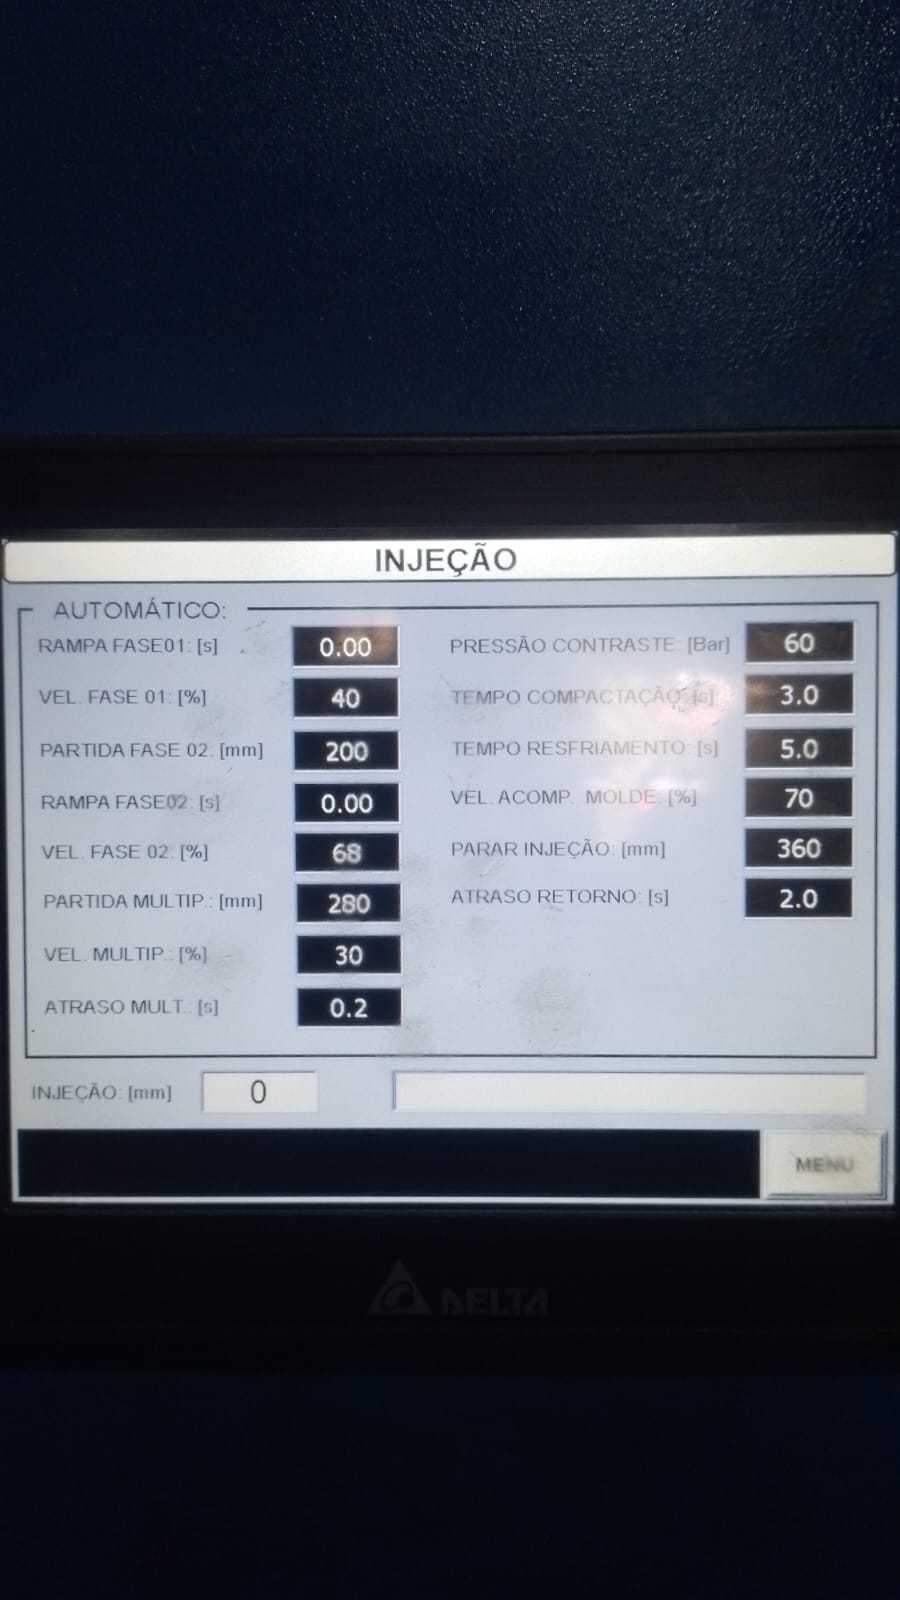 INJEÇÃO
AUTOMÁTICO:
RAMPA FASE01: [s] 0.00
VEL. FASE 01: [%] 40
PARTIDA FASE 02: [mm] 200
RAMPA FASE02: [s] 0.00
VEL. FASE 02: [%] 68
PARTIDA MULTIP.: [mm] 280
VEL. MULTIP.: [%] 30
ATRASO MULT.: [s] 0.2
PRESSÃO CONTRASTE: [Bar] 60
TEMPO COMPACTAÇÃO: [s] 3.0
TEMPO RESFRIAMENTO: [s] 5.0
VEL. ACOMP. MOLDE: [%] 70
PARAR INJEÇÃO: [mm] 360
ATRASO RETORNO: [s] 2.0
INJEÇÃO: [mm] 0
MENU
DELTA